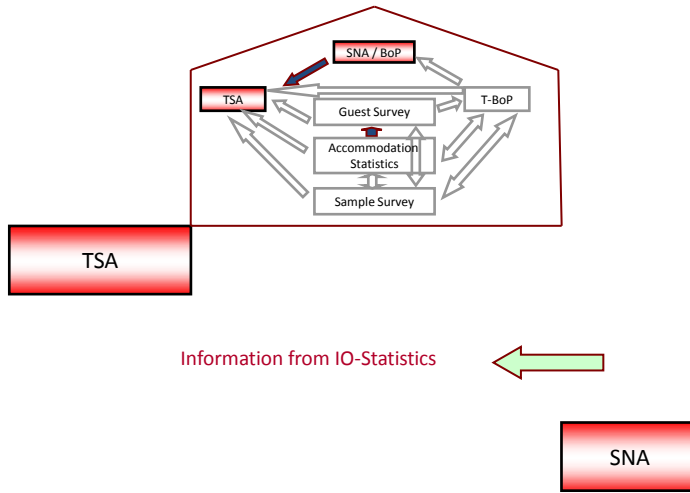 SNA / BoP
TSA
T-BoP
Guest Survey
Accommodation
Statistics
Sample Survey
TSA
Information from IO-Statistics
SNA